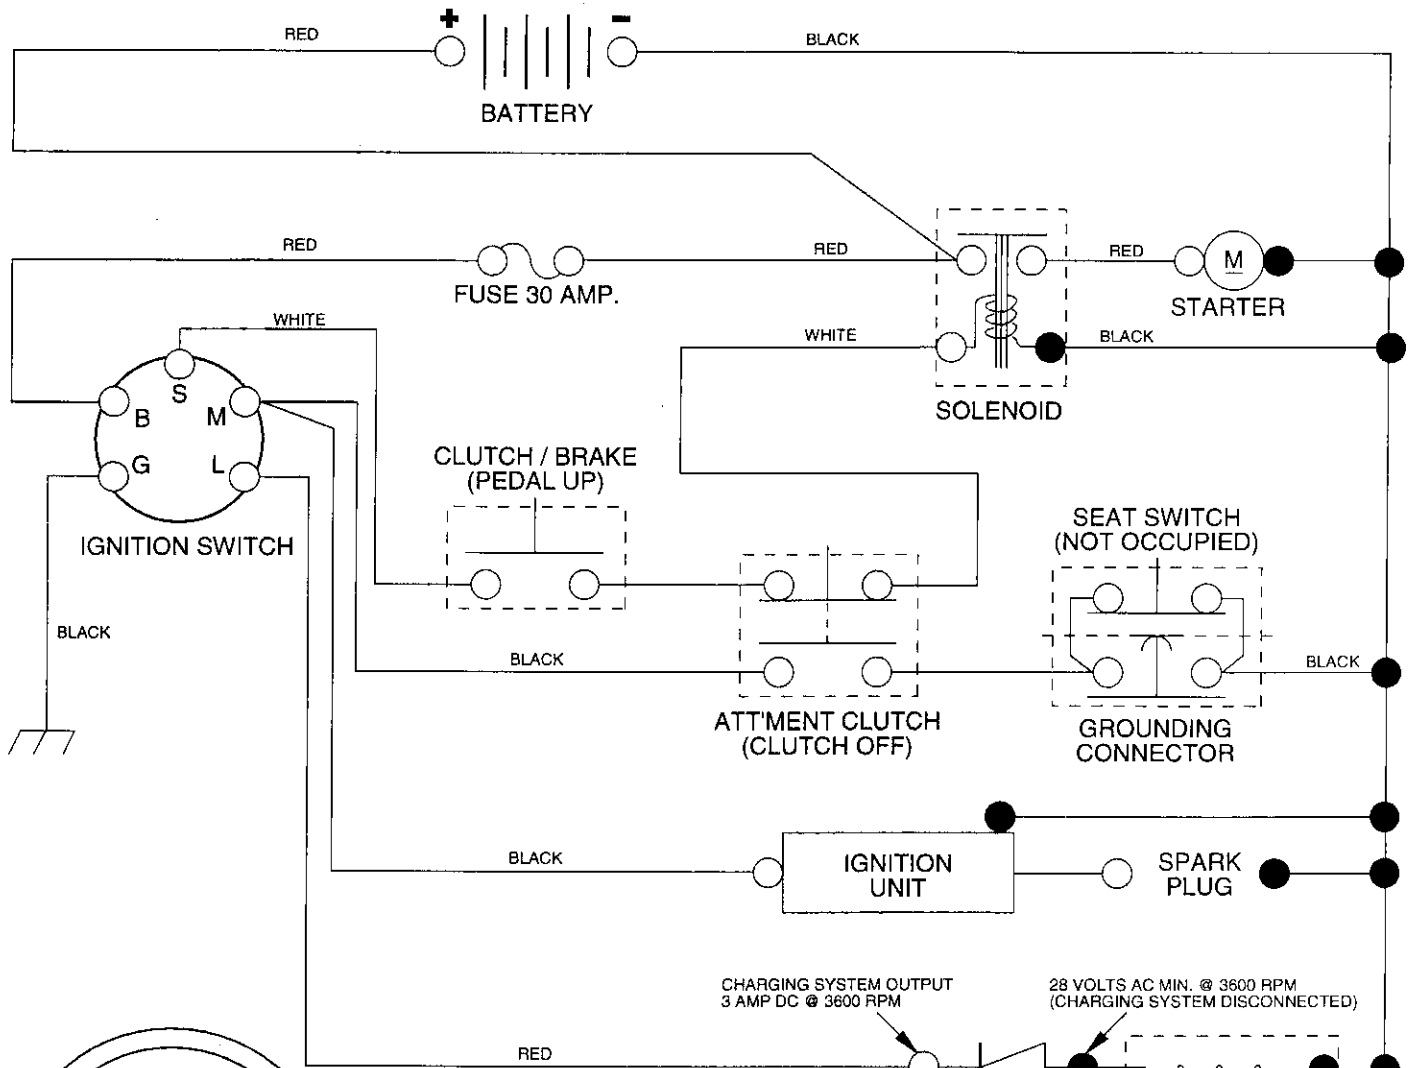 + −
RED
BLACK
BATTERY
RED
RED
RED
M
FUSE 30 AMP.
STARTER
WHITE
WHITE
BLACK
S
B
M
SOLENOID
G
L
CLUTCH / BRAKE
(PEDAL UP)
IGNITION SWITCH
SEAT SWITCH
(NOT OCCUPIED)
BLACK
BLACK
BLACK
ATT'MENT CLUTCH
(CLUTCH OFF)
GROUNDING
CONNECTOR
BLACK
IGNITION
UNIT
SPARK
PLUG
CHARGING SYSTEM OUTPUT
3 AMP DC @ 3600 RPM
28 VOLTS AC MIN. @ 3600 RPM
(CHARGING SYSTEM DISCONNECTED)
RED